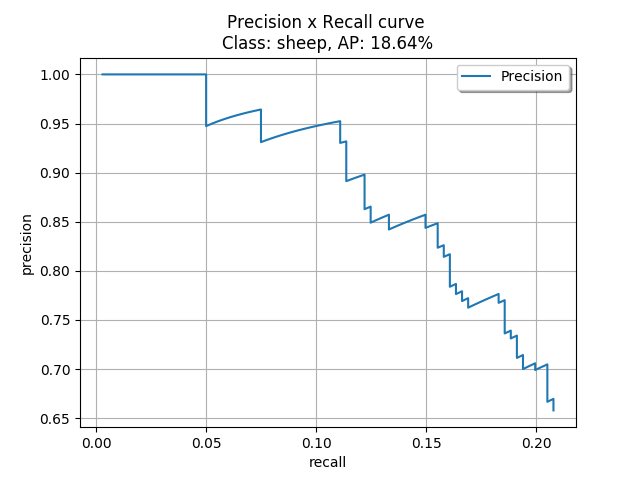 Precision x Recall curve
Class: sheep, AP: 18.64%
Precision
1.00
0.95
0.90
0.85
0.80
0.75
0.70
0.65
precision
0.00 0.05 0.10 0.15 0.20
recall